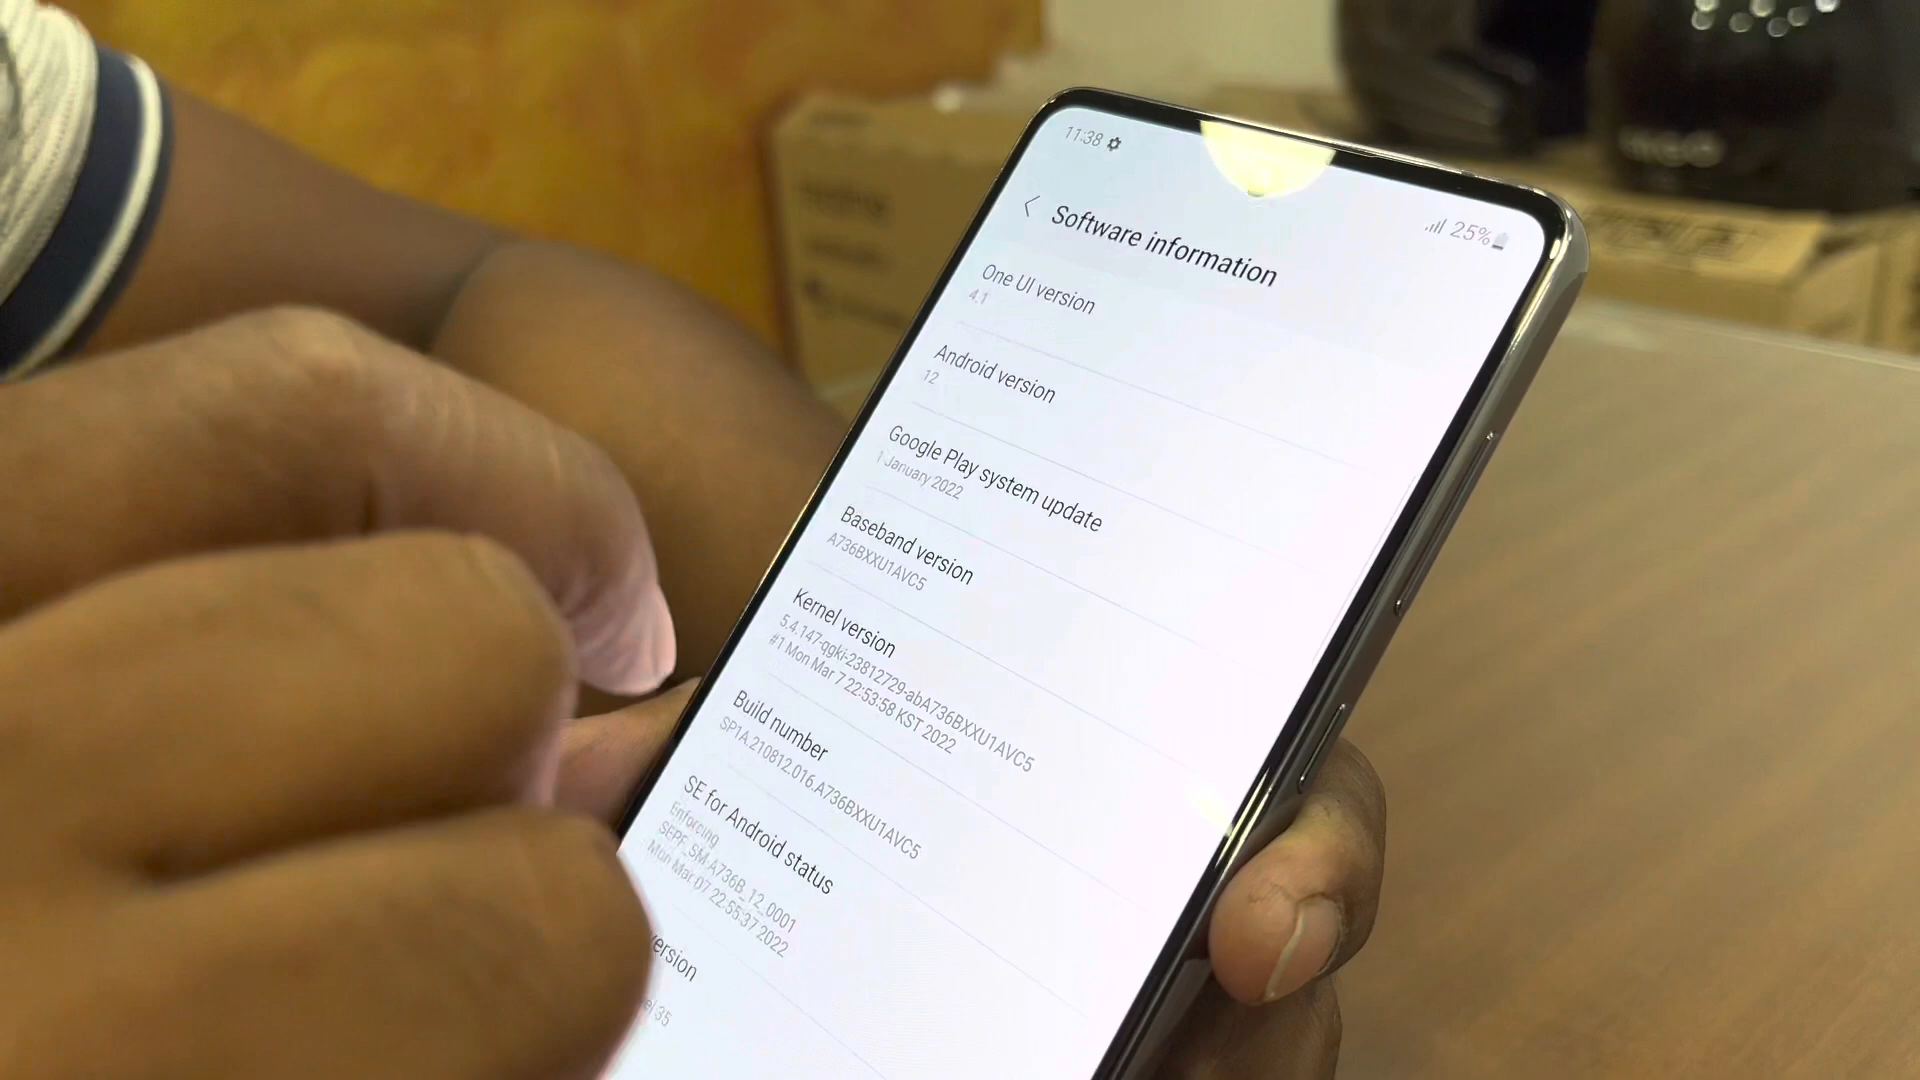 11:38
25%
Software information
One UI version
4.1
Android version
12
Google Play system update
1 January 2022
Baseband version
A736BXXU1AVC5
Kernel version
5.4.147-qgki-23812729-abA736BXXU1AVC5
#1 Mon Mar 7 22:53:58 KST 2022
Build number
SP1A.210812.016.A736BXXU1AVC5
SE for Android status
Enforcing
SEPF_SM-A736B_12_0001
Mon Mar 07 22:55:37 2022
version
35